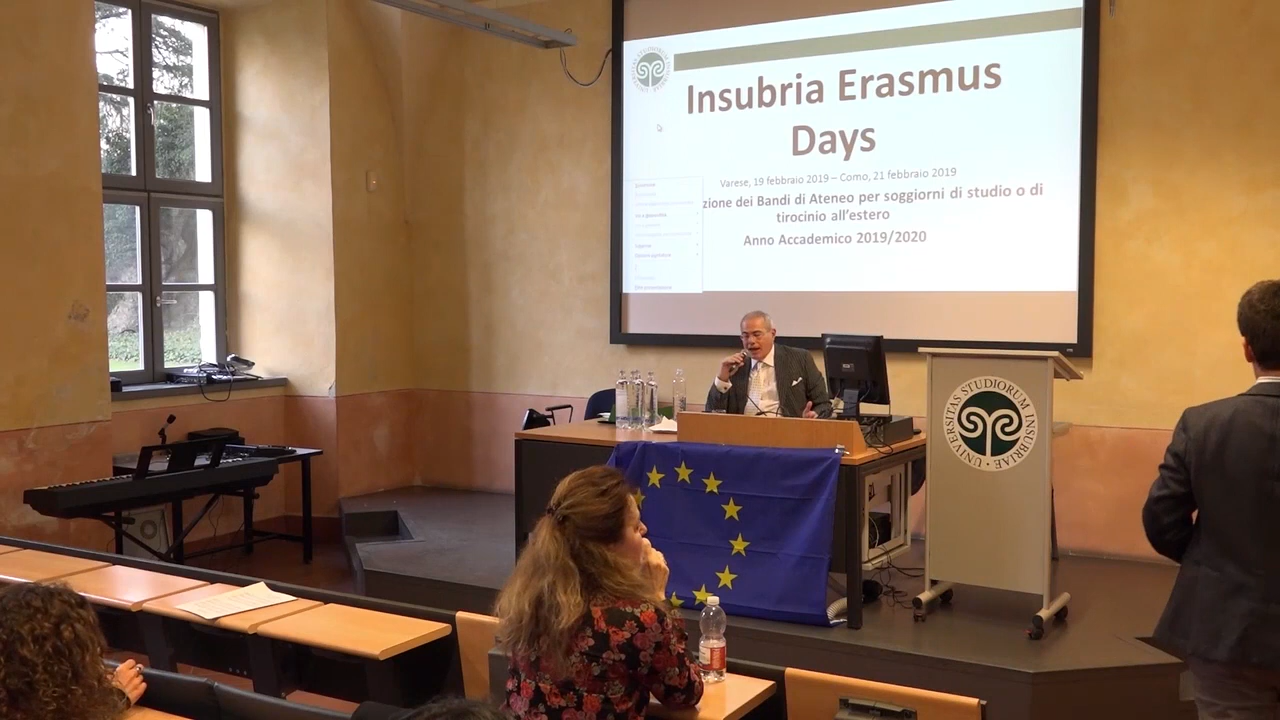 Insubria Erasmus
Days
Varese, 19 febbraio 2019 – Como, 21 febbraio 2019
zione dei Bandi di Ateneo per soggiorni di studio o di
tirocinio all'estero
Anno Accademico 2019/2020
UNIVERSITAS STUDIORUM INSUBRIAE